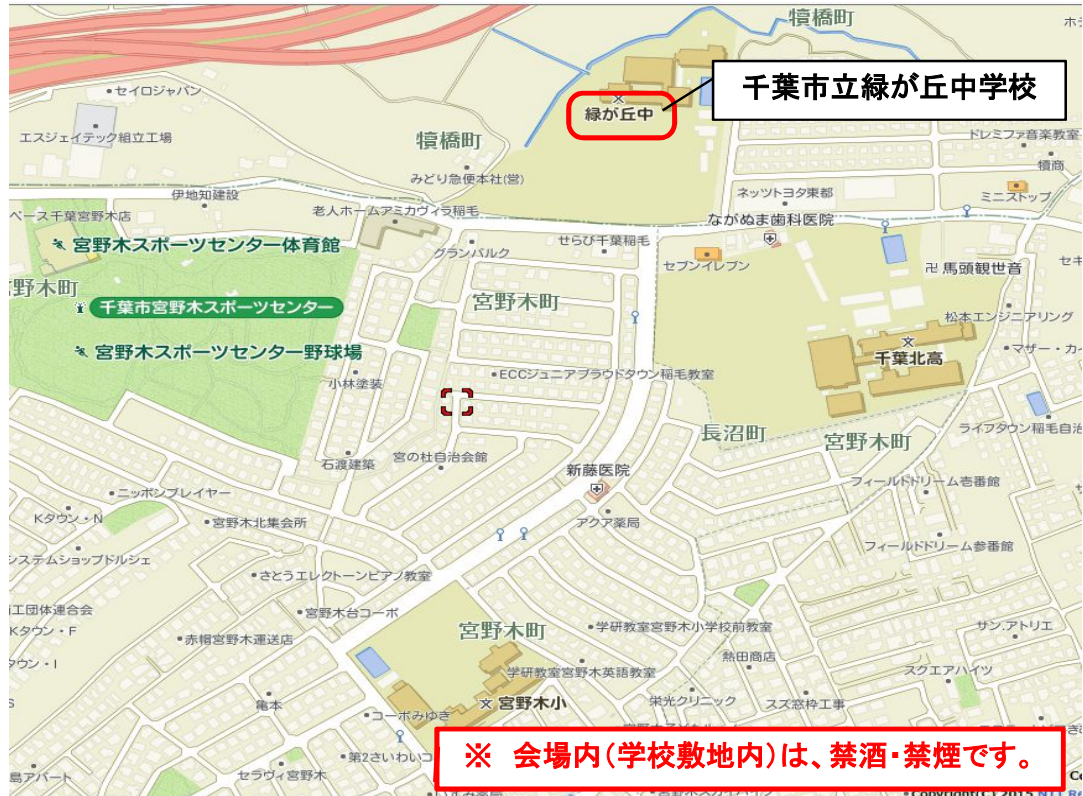 犢橋町
千葉市立緑が丘中学校
セイロジャパン
緑が丘中
エスジェイテック組立工場
犢橋町
ドレミファ音楽教室
みどり急便本社(営)
犢商
伊地知建設
ネッツトヨタ東都
ミニストップ
老人ホームアミカヴィラ稲毛
ペース千葉宮野木店
ながぬま歯科医院
宮野木スポーツセンター体育館
グランバルク
せらび千葉稲毛
セブンイレブン
卍 馬頭観世音
宮野木町
千葉市宮野木スポーツセンター
松本エンジニアリング
宮野木スポーツセンター野球場
千葉北高
マザー・カ
小林塗装
ECCジュニアプラウドタウン稲毛教室
長沼町
宮野木町
ライフタウン稲毛自治
石渡建築
宮の杜自治会館
新藤医院
ニッポンプレイヤー
フィールドドリーム壱番館
Kタウン・N
宮野木北集会所
アクア薬局
システムショップドルシェ
フィールドドリーム参番館
さとうエレクトーンピアノ教室
工団体連合会
宮野木台コーポ
Kタウン・F
赤帽宮野木運送店
宮野木町
学研教室宮野木小学校前教室
サン.アトリエ
タウン・I
熱田商店
学研教室宮野木英語教室
スクエアハイツ
亀本
宮野木小
栄光クリニック
スズ窓枠工事
コーポみゆき
第2さいわいコ
※ 会場内(学校敷地内)は、禁酒・禁煙です。
島アパート
セラヴィ宮野木